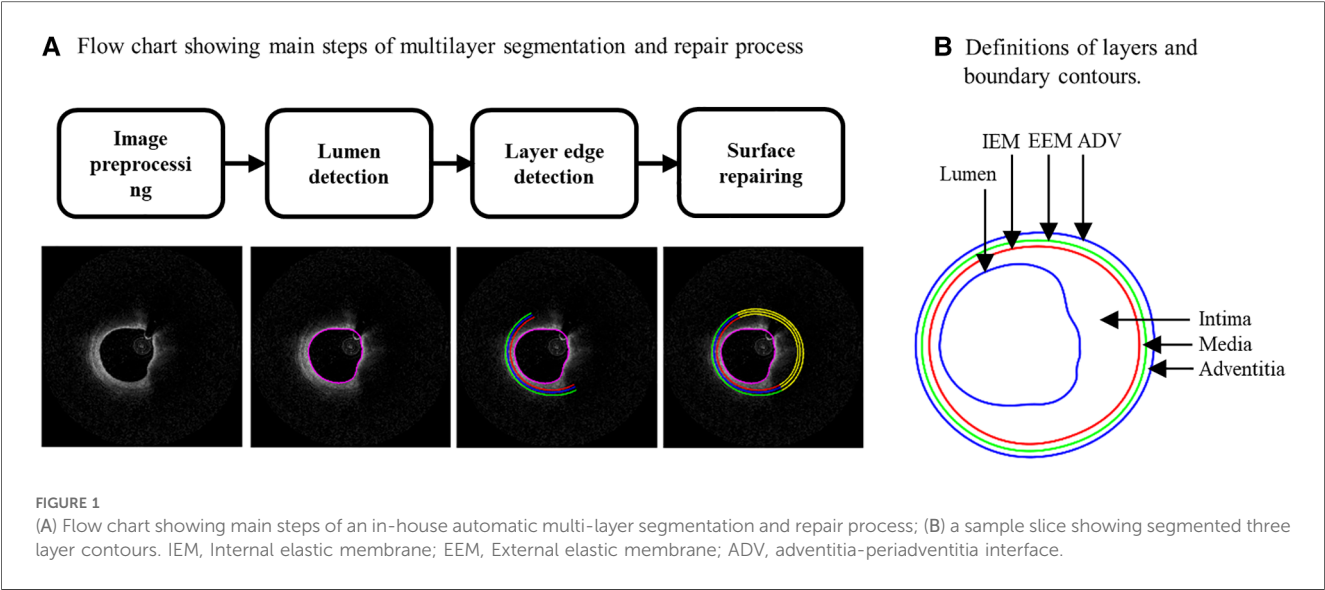 A Flow chart showing main steps of multilayer segmentation and repair process
Image
preprocessi
ng
Lumen
detection
Layer edge
detection
Surface
repairing
B Definitions of layers and
boundary contours.
IEM EEM ADV
Lumen
Intima
Media
Adventitia
FIGURE 1
(A) Flow chart showing main steps of an in-house automatic multi-layer segmentation and repair process; (B) a sample slice showing segmented three
layer contours. IEM, Internal elastic membrane; EEM, External elastic membrane; ADV, adventitia-periadventitia interface.